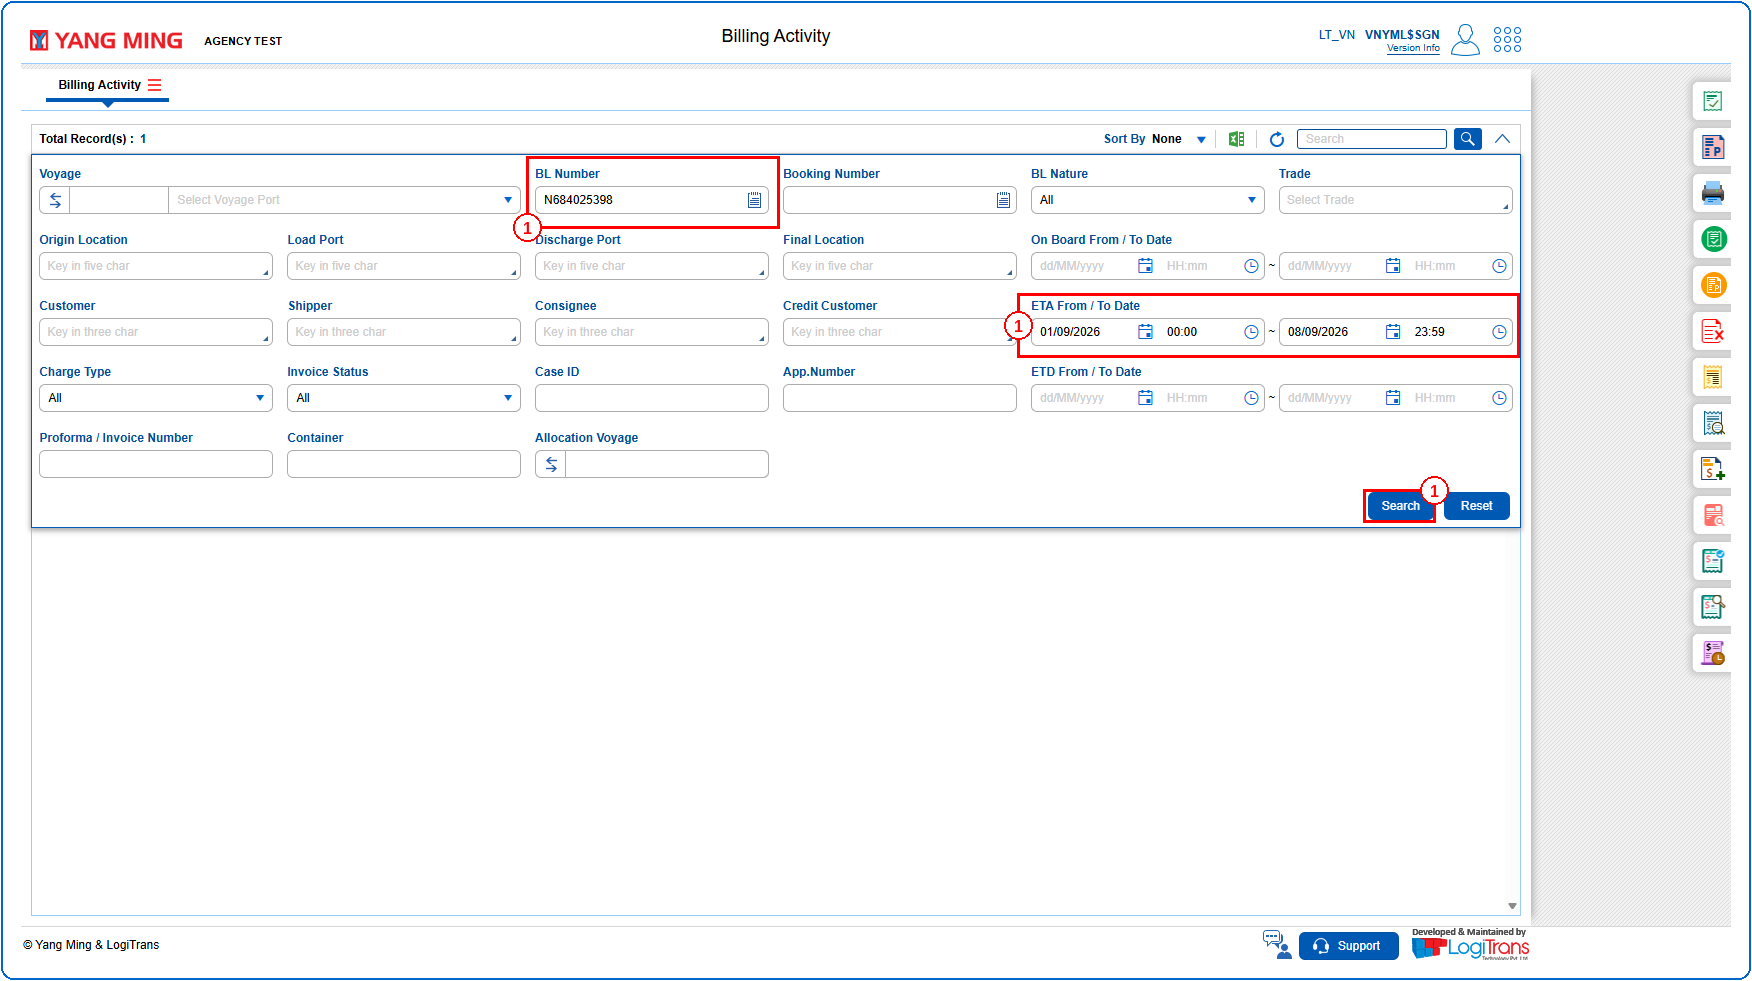 YANG MING AGENCY TEST
Billing Activity
LT_VN VNYML$SGN
Version Info
Billing Activity
Total Record(s) : 1
Sort By None
Search
Voyage
Select Voyage Port
BL Number
N684025398
1
Booking Number
BL Nature
All
Trade
Select Trade
Origin Location
Key in five char
Load Port
Key in five char
Discharge Port
Key in five char
Final Location
Key in five char
On Board From / To Date
dd/MM/yyyy HH:mm ~ dd/MM/yyyy HH:mm
Customer
Key in three char
Shipper
Key in three char
Consignee
Key in three char
Credit Customer
Key in three char
1
ETA From / To Date
01/09/2026 00:00 ~ 08/09/2026 23:59
Charge Type
All
Invoice Status
All
Case ID
App.Number
ETD From / To Date
dd/MM/yyyy HH:mm ~ dd/MM/yyyy HH:mm
Proforma / Invoice Number
Container
Allocation Voyage
Search
1
Reset
© Yang Ming & LogiTrans
Support
Developed & Maintained by
LogiTrans
Technology Pvt. Ltd.